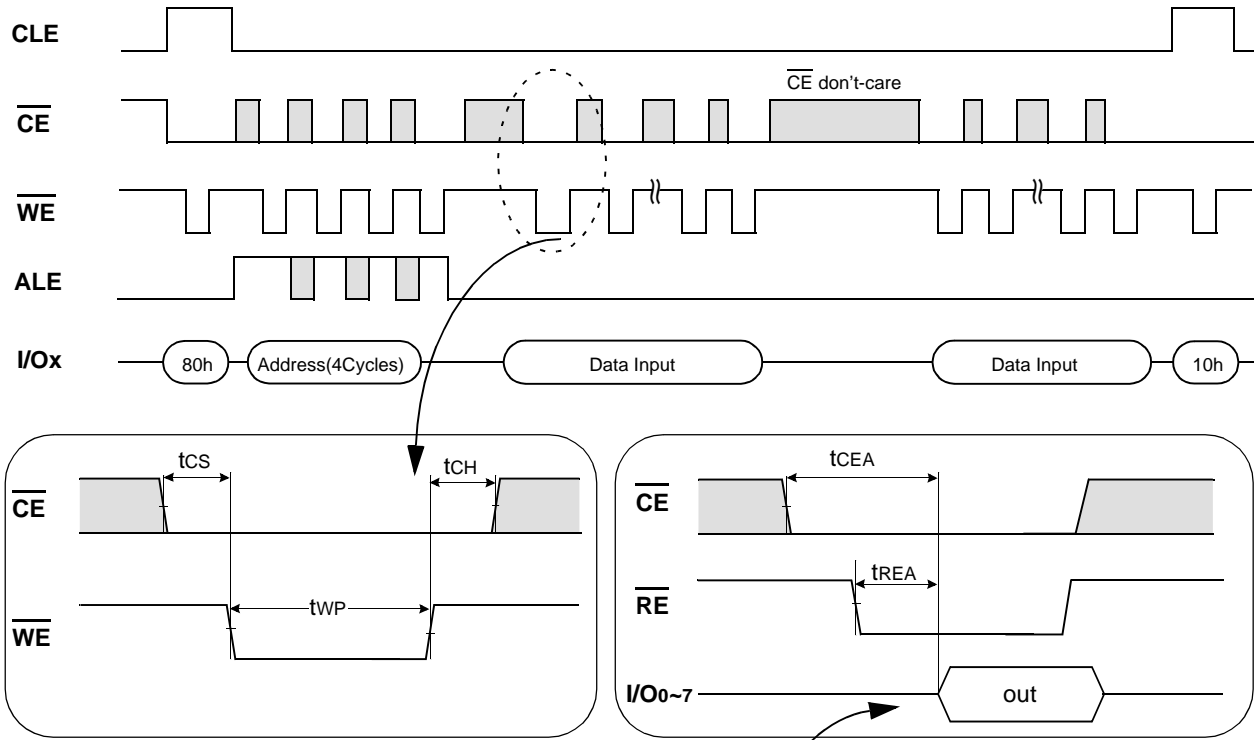 CLE
CE don't-care
CE
WE
ALE
I/Ox
80h
Address(4Cycles)
Data Input
Data Input
10h
tCS
tCH
CE
tWP
WE
tCEA
CE
tREA
RE
I/O0~7
out